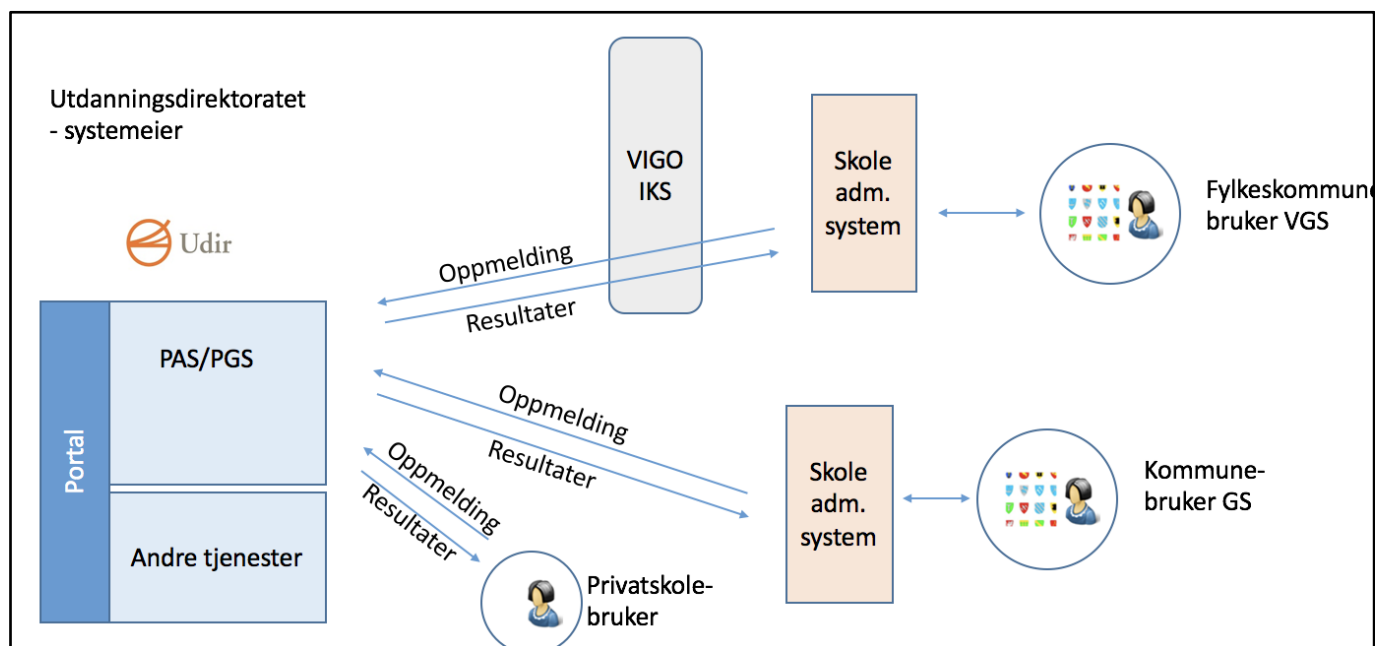 Utdanningsdirektoratet
- systemeier
Udir
Portal
PAS/PGS
Andre tjenester
VIGO
IKS
Oppmelding
Resultater
Skole
adm.
system
Fylkeskommune
bruker VGS
Oppmelding
Resultater
Skole
adm.
system
Kommune-
bruker GS
Oppmelding
Resultater
Privatskole-
bruker